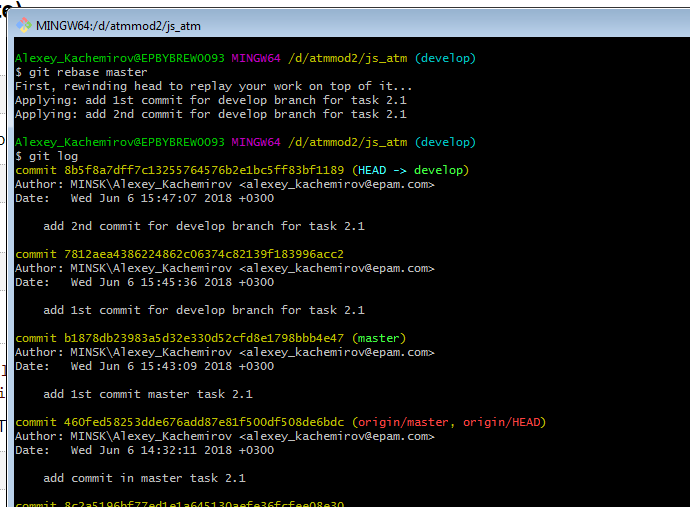 MINGW64:/d/atmmod2/js_atm
Alexey_Kachemirov@EPBYBREW0093 MINGW64 /d/atmmod2/js_atm (develop)
$ git rebase master
First, rewinding head to replay your work on top of it...
Applying: add 1st commit for develop branch for task 2.1
Applying: add 2nd commit for develop branch for task 2.1
Alexey_Kachemirov@EPBYBREW0093 MINGW64 /d/atmmod2/js_atm (develop)
$ git log
commit 8b5f8a7dff7c13255764576b2e1bc5ff83bf1189 (HEAD -> develop)
Author: MINSK\Alexey_Kachemirov <alexey_kachemirov@epam.com>
Date:   Wed Jun 6 15:47:07 2018 +0300
add 2nd commit for develop branch for task 2.1
commit 7812aea4386224862c06374c82139f183996acc2
Author: MINSK\Alexey_Kachemirov <alexey_kachemirov@epam.com>
Date:   Wed Jun 6 15:45:36 2018 +0300
add 1st commit for develop branch for task 2.1
commit b1878db23983a5d32e330d52cfd8e1798bbb4e47 (master)
Author: MINSK\Alexey_Kachemirov <alexey_kachemirov@epam.com>
Date:   Wed Jun 6 15:43:09 2018 +0300
add 1st commit master task 2.1
commit 460fed58253dde676add87e81f500df508de6bdc (origin/master, origin/HEAD)
Author: MINSK\Alexey_Kachemirov <alexey_kachemirov@epam.com>
Date:   Wed Jun 6 14:32:11 2018 +0300
add commit in master task 2.1
commit